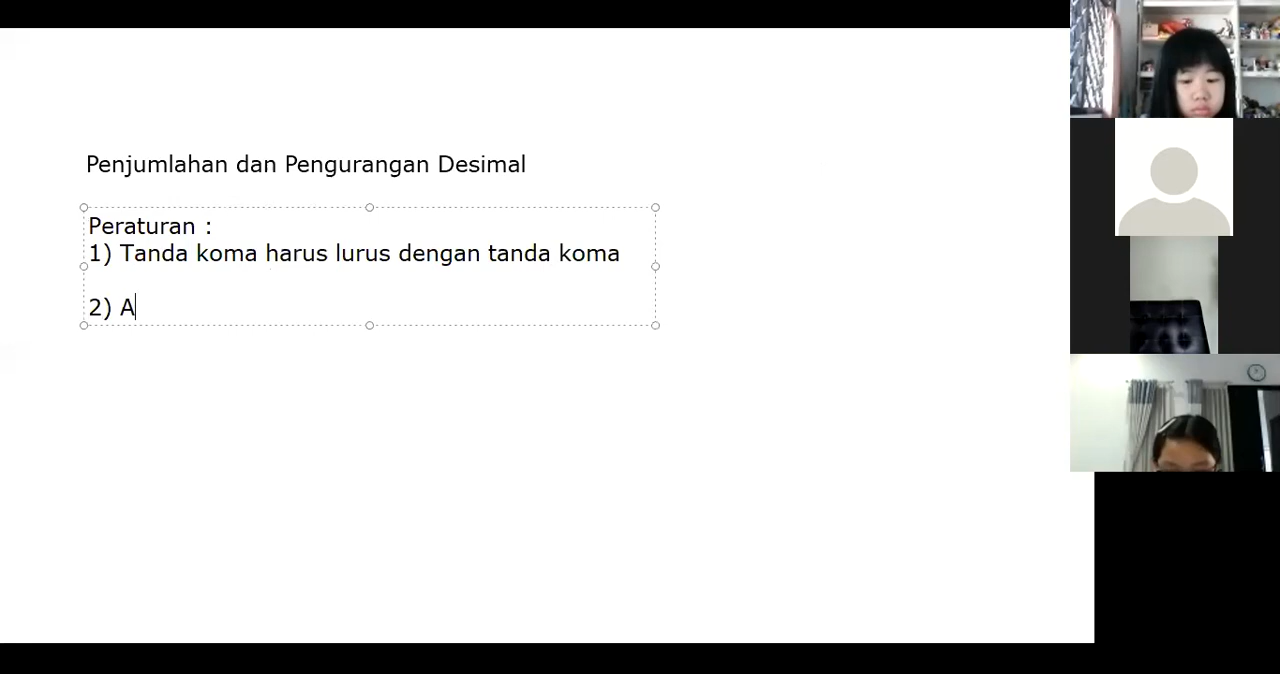 Penjumlahan dan Pengurangan Desimal
Peraturan :
1) Tanda koma harus lurus dengan tanda koma
2) A